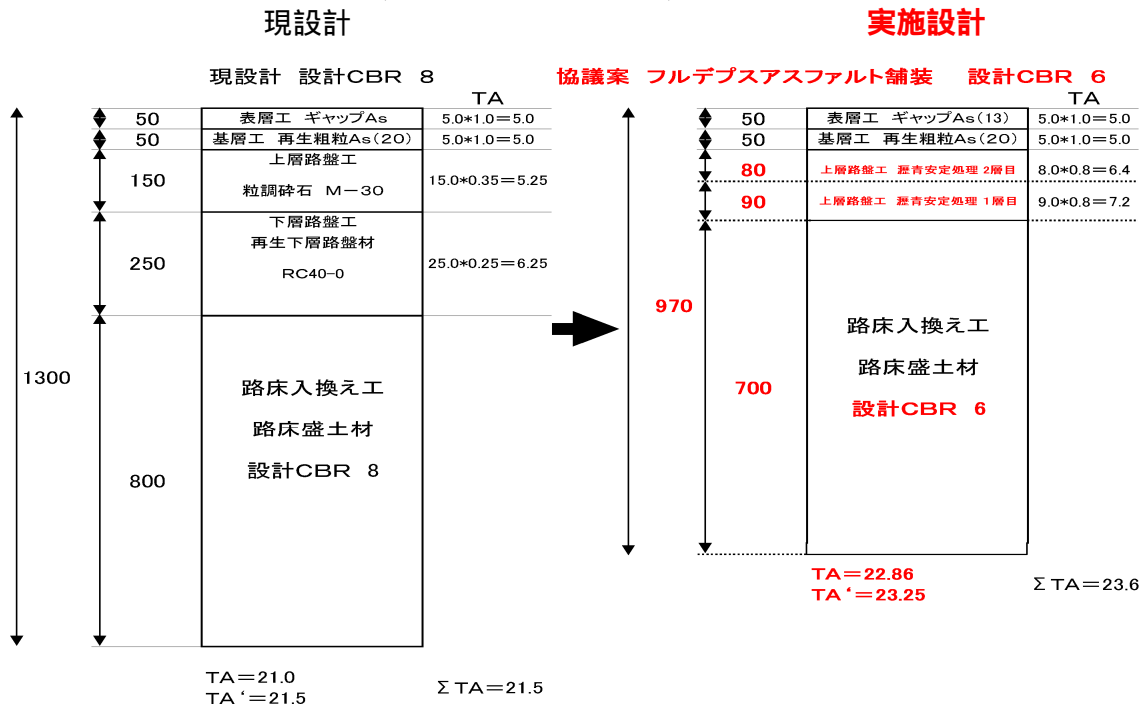 現設計
現設計 設計CBR 8
TA
50
表層工 ギャップAs
5.0*1.0=5.0
50
基層工 再生粗粒As(20)
5.0*1.0=5.0
150
上層路盤工
粒調砕石 M-30
15.0*0.35=5.25
250
下層路盤工
再生下層路盤材
RC40-0
25.0*0.25=6.25
1300
800
路床入換え工
路床盛土材
設計CBR 8
TA=21.0
TA‘=21.5
ΣTA=21.5
実施設計
協議案 フルデプスアスファルト舗装 設計CBR 6
TA
50
表層工 ギャップAs(13)
5.0*1.0=5.0
50
基層工 再生粗粒As(20)
5.0*1.0=5.0
80
上層路盤工 瀝青安定処理 2層目
8.0*0.8=6.4
90
上層路盤工 瀝青安定処理 1層目
9.0*0.8=7.2
970
700
路床入換え工
路床盛土材
設計CBR 6
TA=22.86
TA‘=23.25
ΣTA=23.6